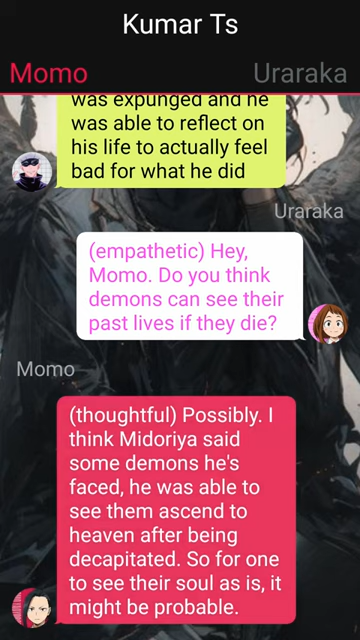 Kumar Ts
Momo
Uraraka
was expunged and he
was able to reflect on
his life to actually feel
bad for what he did
Uraraka
(empathetic) Hey,
Momo. Do you think
demons can see their
past lives if they die?
Momo
(thoughtful) Possibly. I
think Midoriya said
some demons he's
faced, he was able to
see them ascend to
heaven after being
decapitated. So for one
to see their soul as is, it
might be probable.